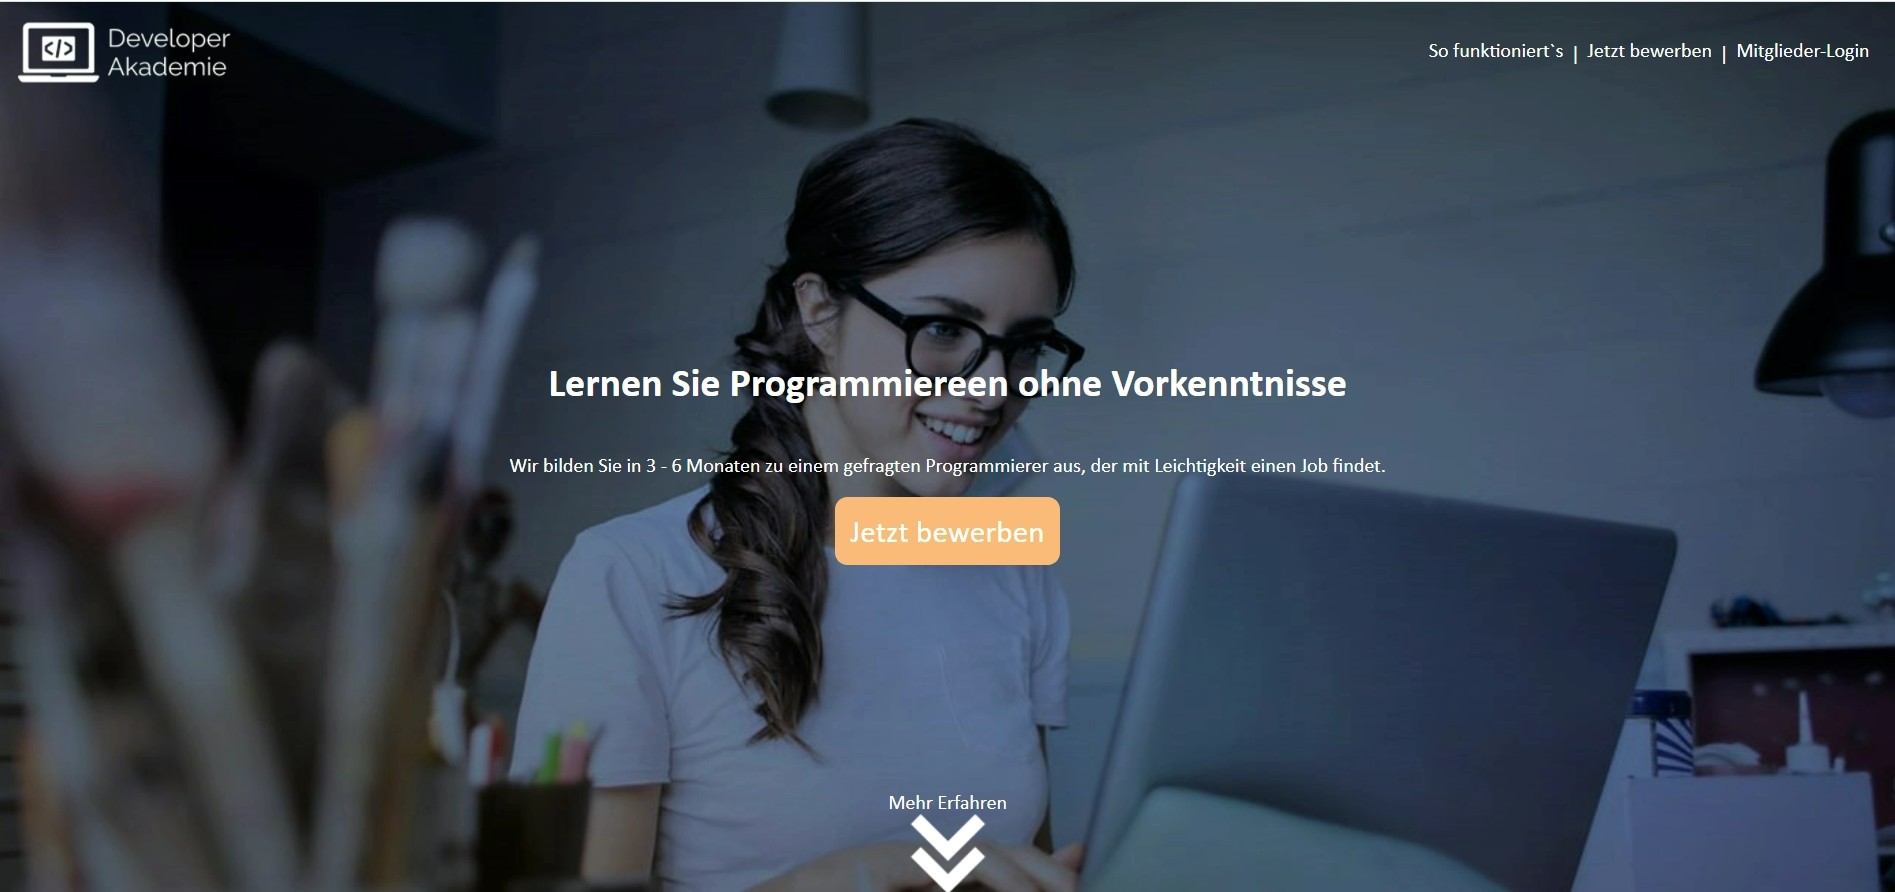 </>
Developer
Akademie
So funktioniert`s | Jetzt bewerben | Mitglieder-Login
Lernen Sie Programmiereen ohne Vorkenntnisse
Wir bilden Sie in 3 - 6 Monaten zu einem gefragten Programmierer aus, der mit Leichtigkeit einen Job findet.
Jetzt bewerben
Mehr Erfahren